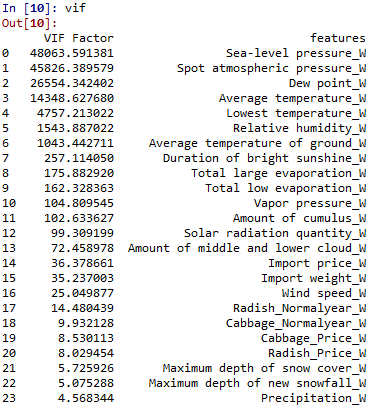 In [10]: vif
Out[10]:
VIF Factor features
0 48063.591381 Sea-level pressure_W
1 45826.389579 Spot atmospheric pressure_W
2 26554.342402 Dew point_W
3 14348.627680 Average temperature_W
4 4757.213022 Lowest temperature_W
5 1543.887022 Relative humidity_W
6 1043.442711 Average temperature of ground_W
7 257.114050 Duration of bright sunshine_W
8 175.882920 Total large evaporation_W
9 162.328363 Total low evaporation_W
10 104.809545 Vapor pressure_W
11 102.633627 Amount of cumulus_W
12 99.309199 Solar radiation quantity_W
13 72.458978 Amount of middle and lower cloud_W
14 36.378661 Import price_W
15 35.237003 Import weight_W
16 25.049877 Wind speed_W
17 14.480439 Radish_Normalyear_W
18 9.932128 Cabbage_Normalyear_W
19 8.530113 Cabbage_Price_W
20 8.029454 Radish_Price_W
21 5.725926 Maximum depth of snow cover_W
22 5.075288 Maximum depth of new snowfall_W
23 4.568344 Precipitation_W